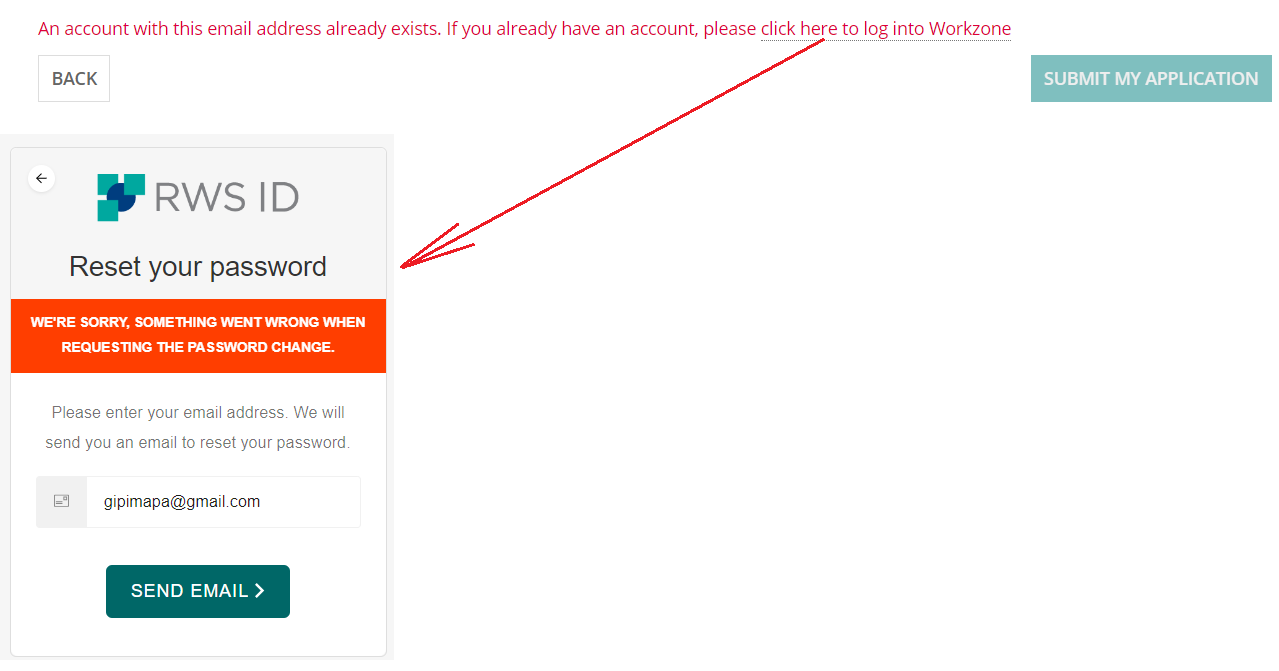 An account with this email address already exists. If you already have an account, please click here to log into Workzone
BACK
SUBMIT MY APPLICATION
RWS ID
Reset your password
WE'RE SORRY, SOMETHING WENT WRONG WHEN
REQUESTING THE PASSWORD CHANGE.
Please enter your email address. We will
send you an email to reset your password.
gipimapa@gmail.com
SEND EMAIL